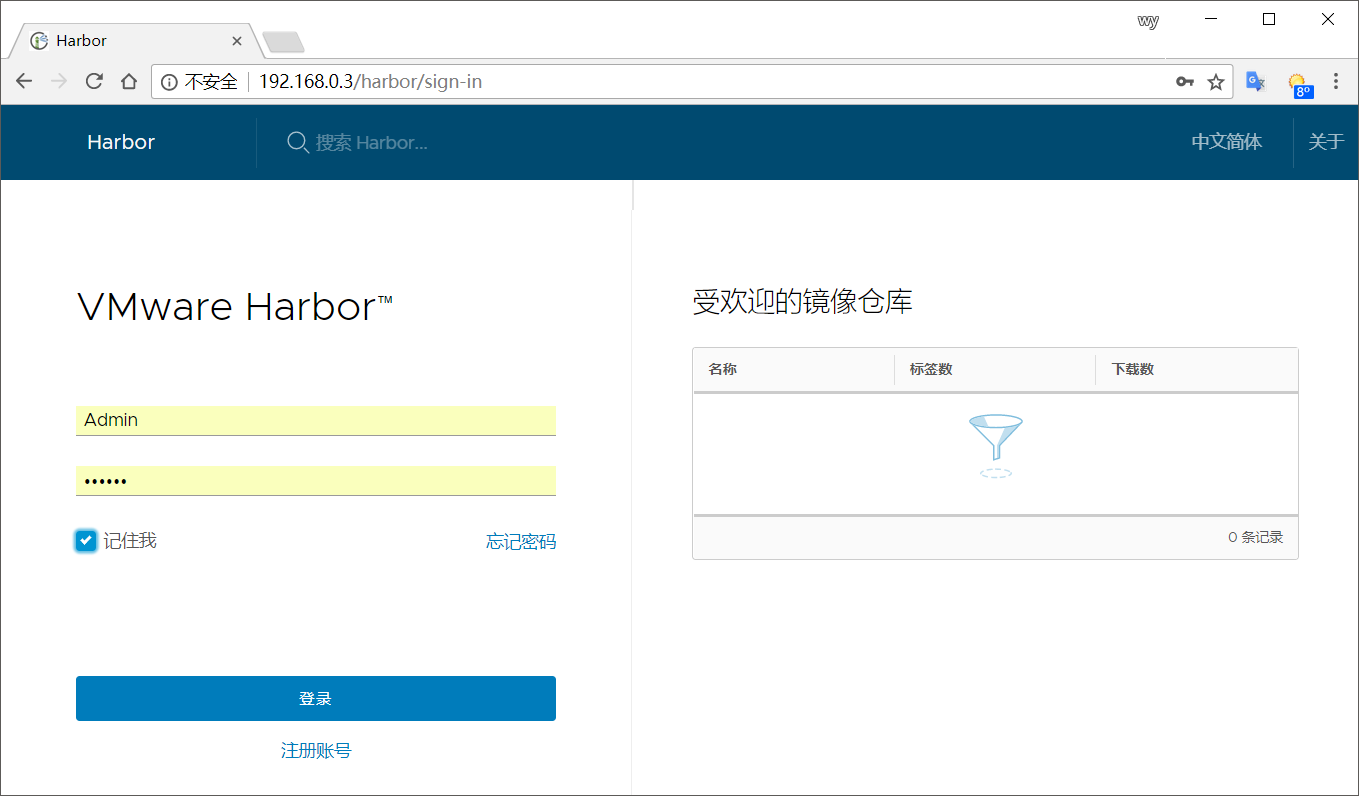 wy
Harbor
不安全 192.168.0.3/harbor/sign-in
8°
Harbor
搜索 Harbor...
中文简体
关于
VMware Harbor™
Admin
••••••
记住我
忘记密码
登录
注册账号
受欢迎的镜像仓库
名称 标签数 下载数
0 条记录